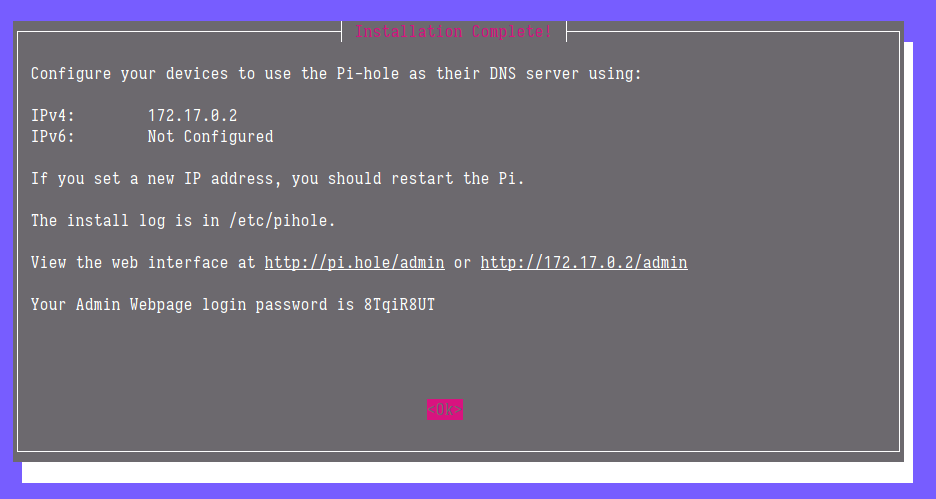 Installation Complete!
Configure your devices to use the Pi-hole as their DNS server using:
IPv4: 172.17.0.2
IPv6: Not Configured
If you set a new IP address, you should restart the Pi.
The install log is in /etc/pihole.
View the web interface at http://pi.hole/admin or http://172.17.0.2/admin
Your Admin Webpage login password is 8TqiR8UT
<Ok>